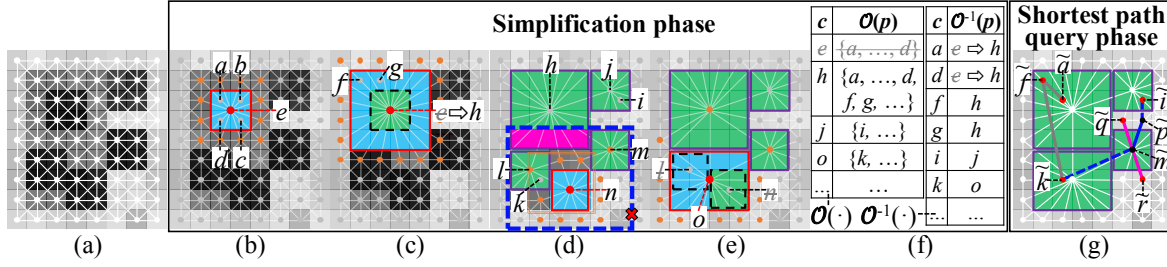 Simplification phase
Shortest path query phase
a b
e
d c
f g
e⇨h
h j
i
l m
k n
l n
o
c 𝒪(p) c 𝒪⁻¹(p)
e {a, …, d} a e⇨h
h {a, …, d, f, g, …} d e⇨h
f h
j {i, …} g h
o {k, …} i j
k o
... ... ... ...
𝒪(·) 𝒪⁻¹(·)
f̃ ã
ĩ
q̃ p̃
m̃
k̃ r̃
(a) (b) (c) (d) (e) (f) (g)